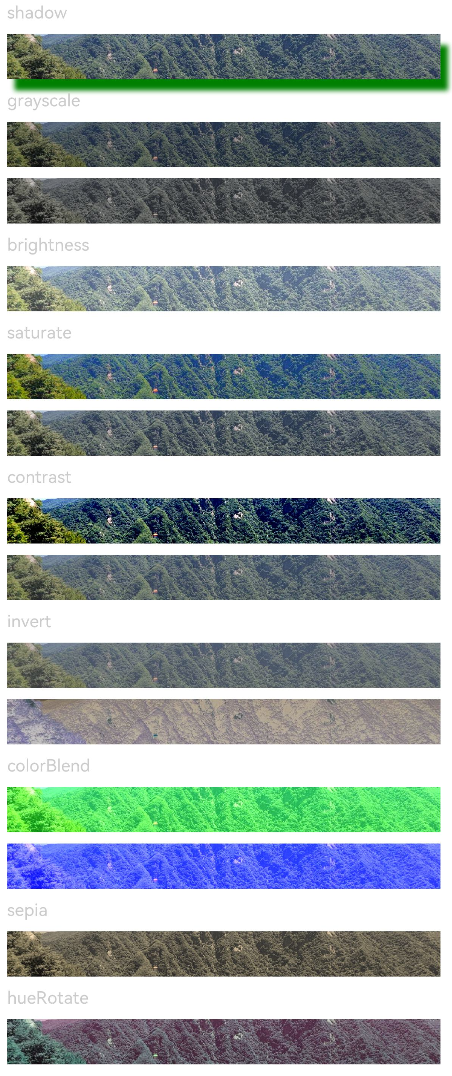 shadow
grayscale
brightness
saturate
contrast
invert
colorBlend
sepia
hueRotate